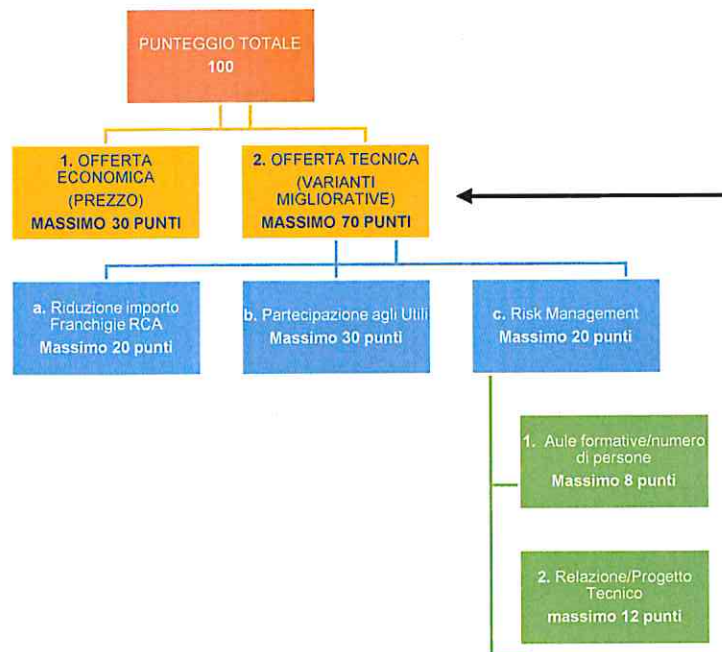 PUNTEGGIO TOTALE
100
1. OFFERTA
ECONOMICA
(PREZZO)
MASSIMO 30 PUNTI
2. OFFERTA TECNICA
(VARIANTI
MIGLIORATIVE)
MASSIMO 70 PUNTI
a. Riduzione importo
Franchigie RCA
Massimo 20 punti
b. Partecipazione agli Utili
Massimo 30 punti
c. Risk Management
Massimo 20 punti
1. Aule formative/numero
di persone
Massimo 8 punti
2. Relazione/Progetto
Tecnico
massimo 12 punti